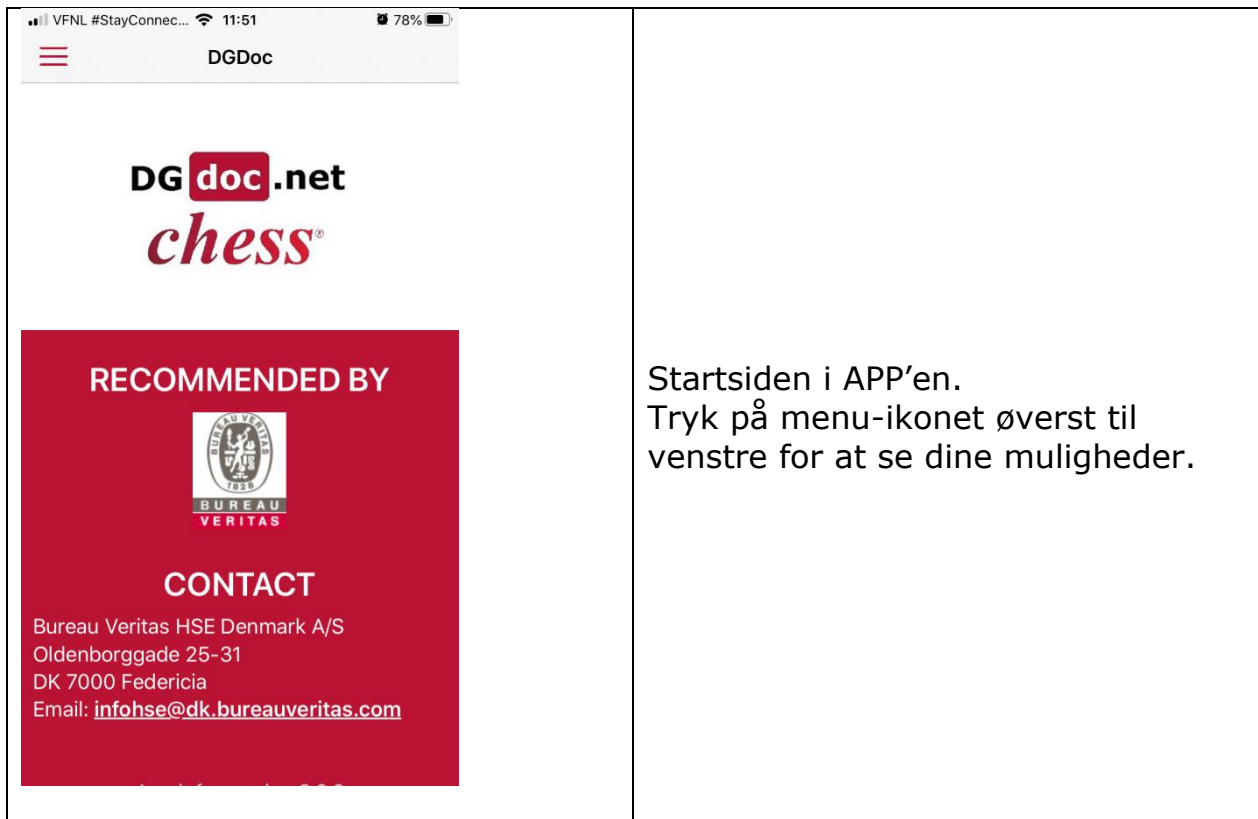 VFNL #StayConnec... 11:51 78%
DGDoc
DG doc .net
chess®
RECOMMENDED BY
BUREAU VERITAS
1828
BUREAU
VERITAS
CONTACT
Bureau Veritas HSE Denmark A/S
Oldenborggade 25-31
DK 7000 Federicia
Email: infohse@dk.bureauveritas.com
Startsiden i APP’en.
Tryk på menu-ikonet øverst til
venstre for at se dine muligheder.